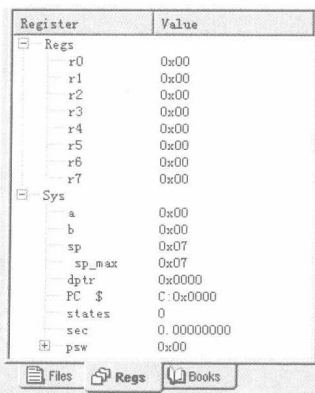 Register Value
Regs
r0 0x00
r1 0x00
r2 0x00
r3 0x00
r4 0x00
r5 0x00
r6 0x00
r7 0x00
Sys
a 0x00
b 0x00
sp 0x07
sp_max 0x07
dptr 0x0000
PC $ C:0x0000
states 0
sec 0.00000000
psw 0x00
Files Regs Books